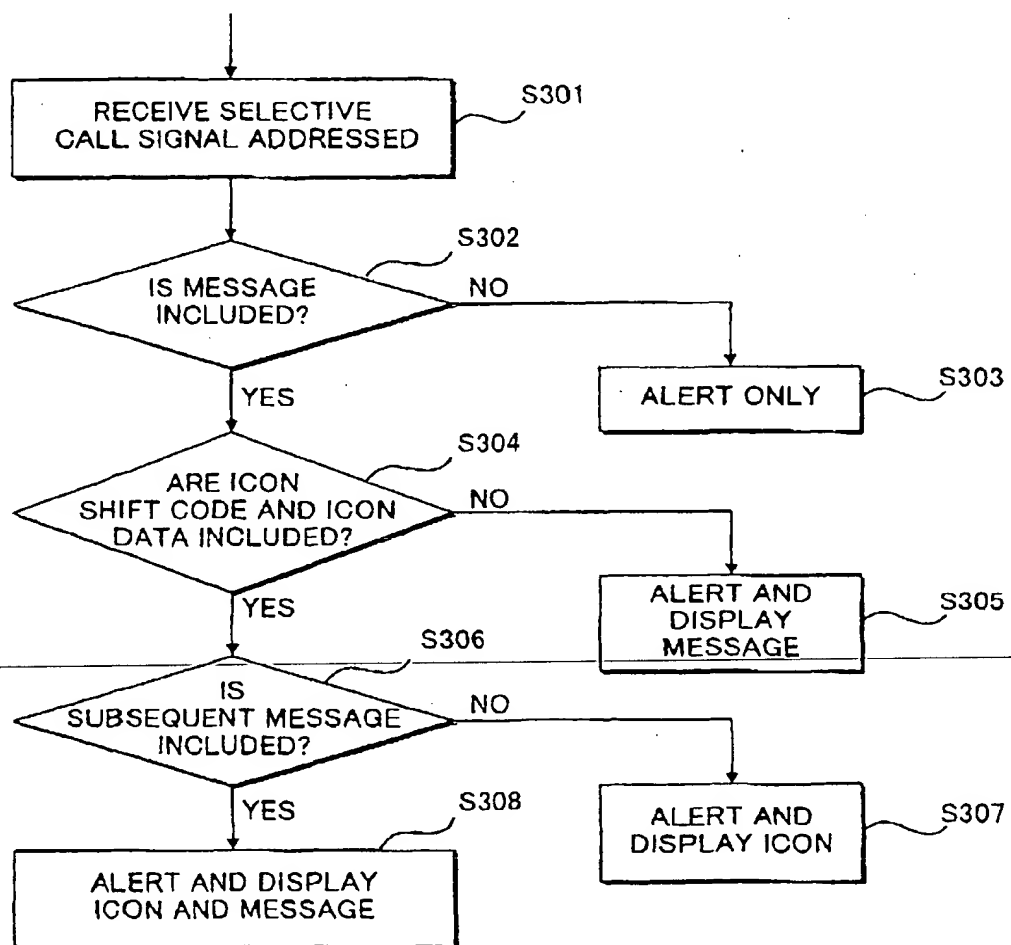 RECEIVE SELECTIVE
CALL SIGNAL ADDRESSED
S301
S302
IS MESSAGE
INCLUDED?
NO
YES
ALERT ONLY
S303
S304
ARE ICON
SHIFT CODE AND ICON
DATA INCLUDED?
NO
YES
ALERT AND
DISPLAY
MESSAGE
S305
S306
IS
SUBSEQUENT MESSAGE
INCLUDED?
NO
YES
ALERT AND
DISPLAY ICON
S307
S308
ALERT AND DISPLAY
ICON AND MESSAGE